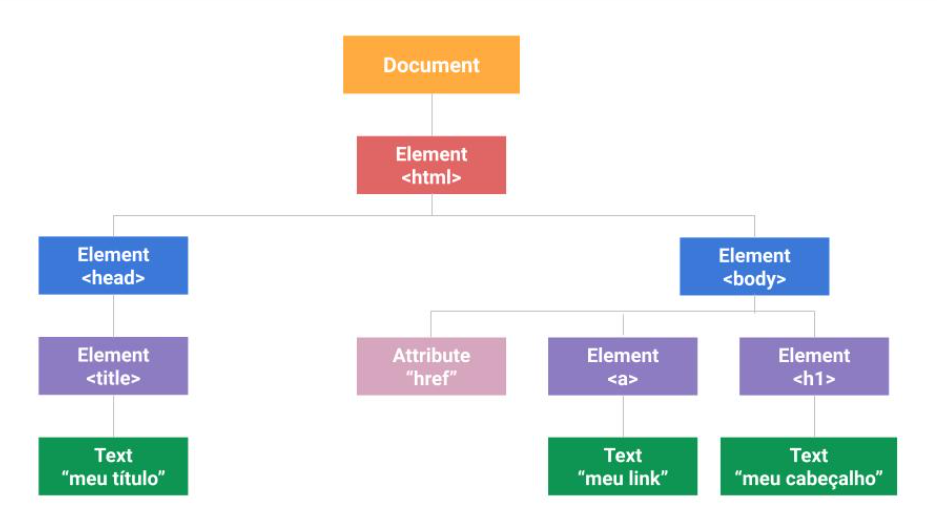 Document
Element
<html>
Element
<head>
Element
<body>
Element
<title>
Attribute
“href”
Element
<a>
Element
<h1>
Text
“meu título”
Text
“meu link”
Text
“meu cabeçalho”